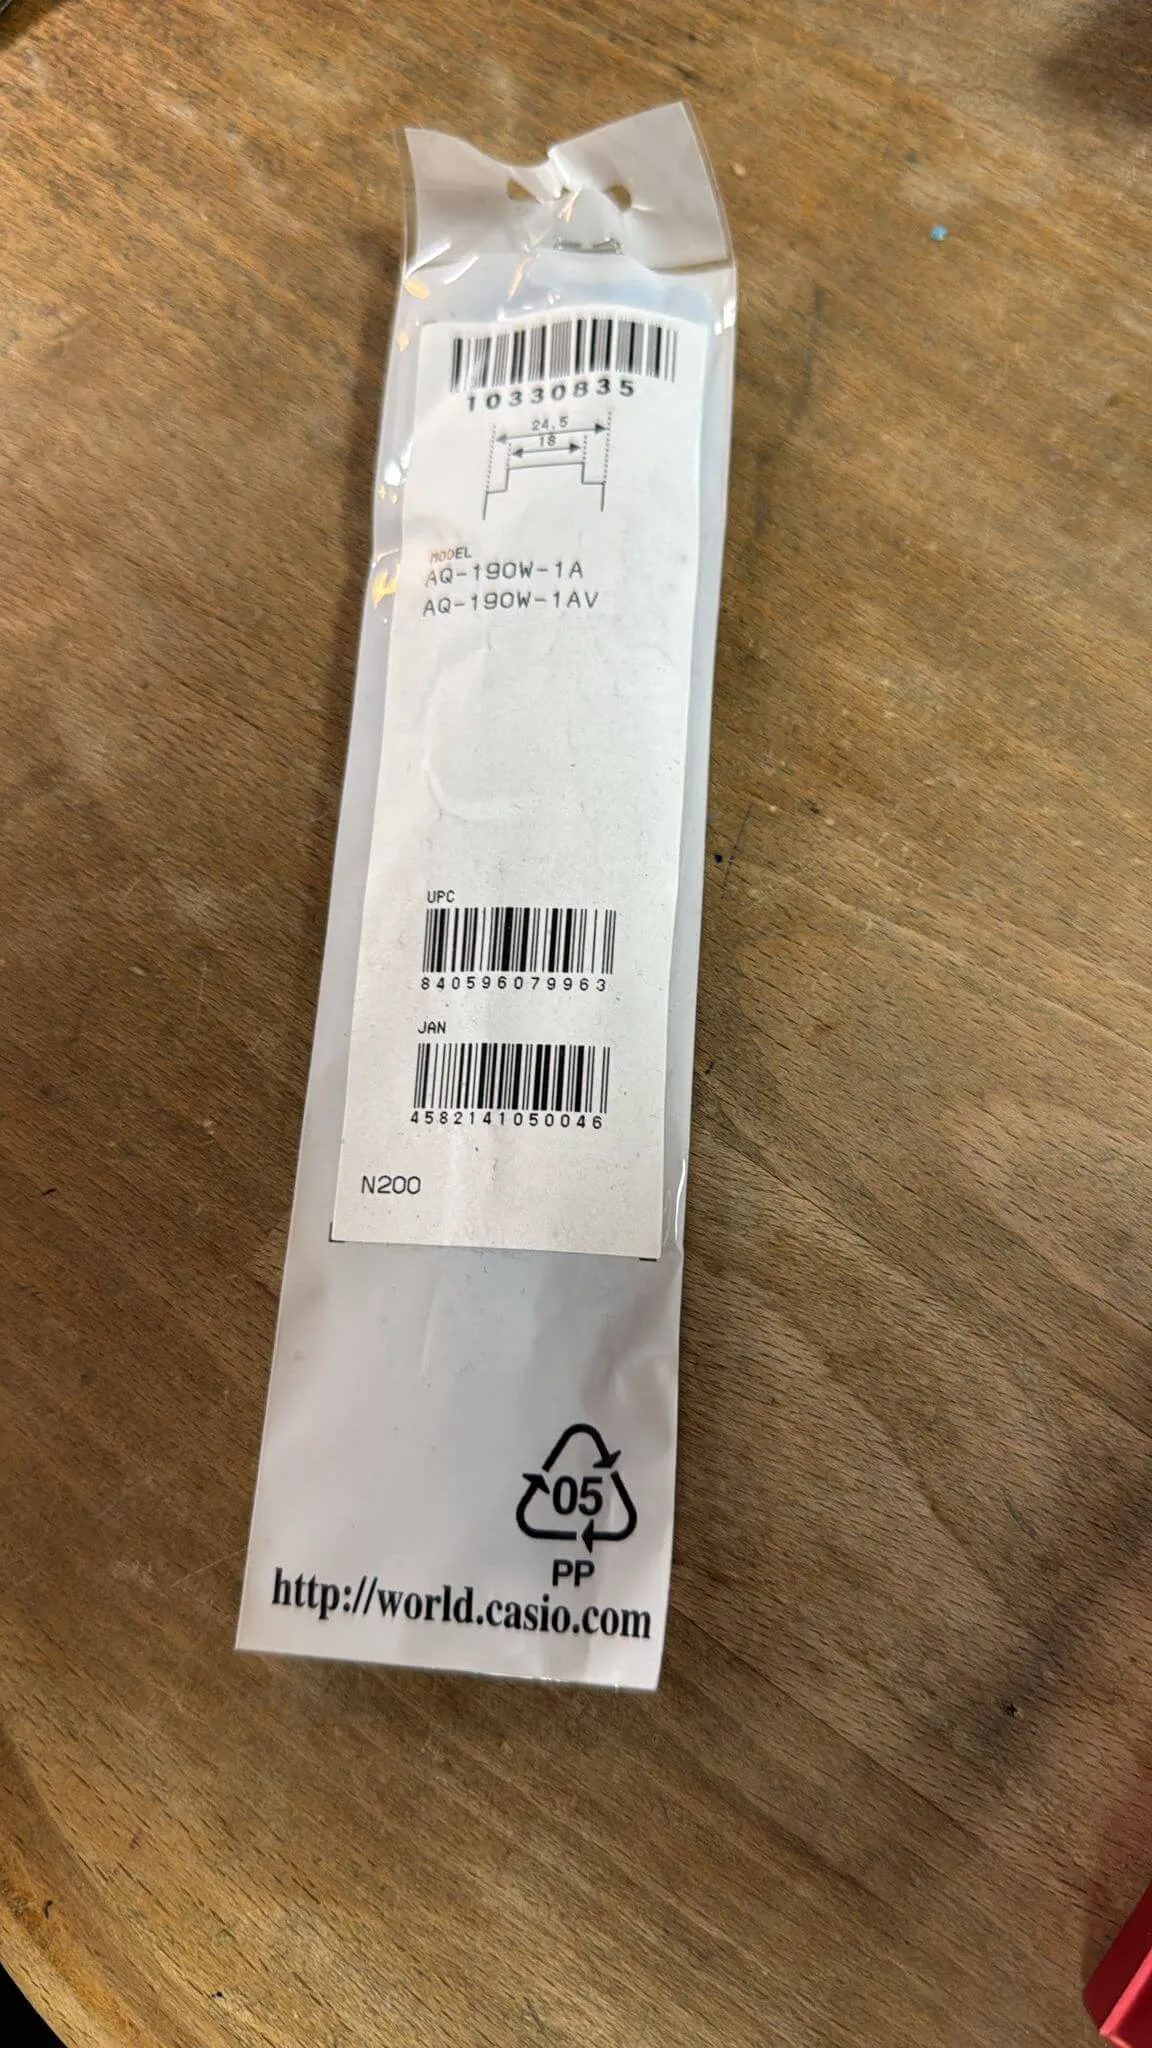 10330835
24.5
18
MODEL
AQ-190W-1A
AQ-190W-1AV
UPC
840596079963
JAN
4582141050046
N200
05
PP
http://world.casio.com